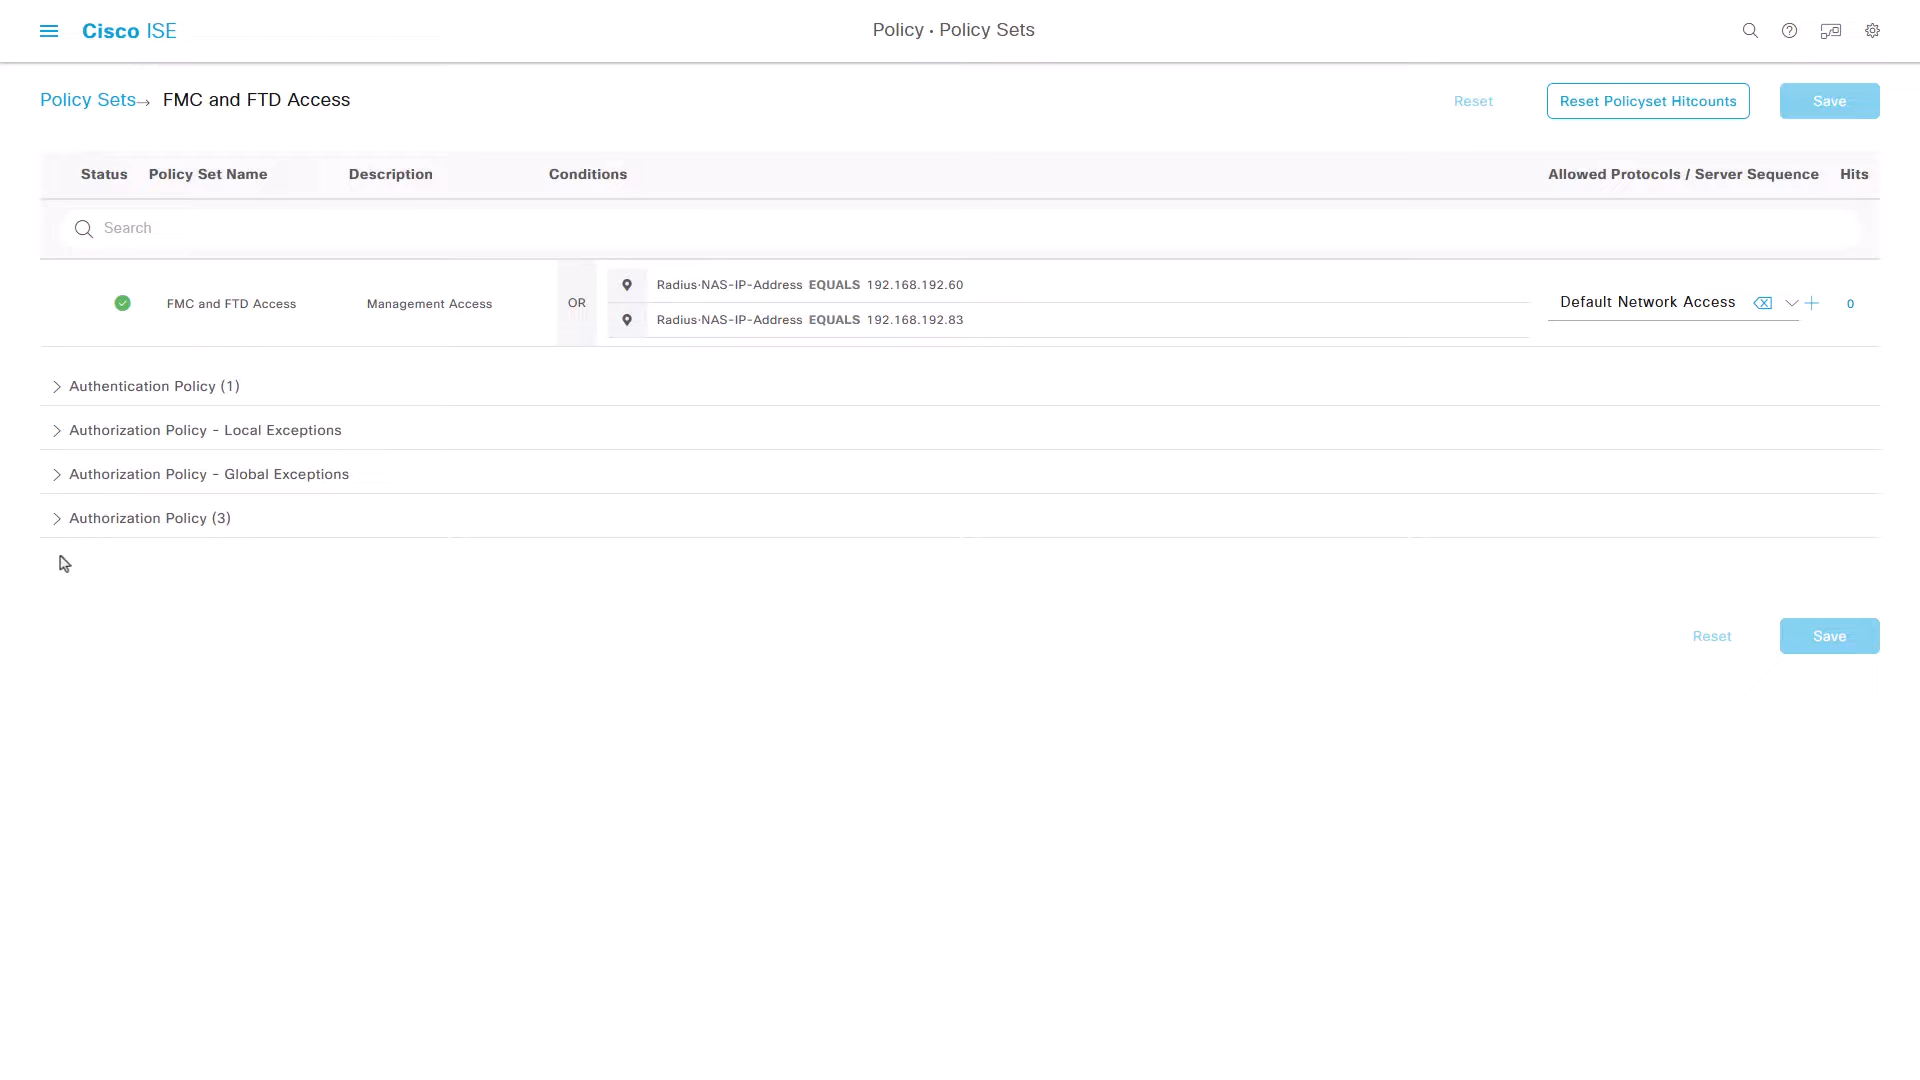 Cisco ISE
Policy · Policy Sets
Policy Sets→ FMC and FTD Access
Reset
Reset Policyset Hitcounts
Save
Status Policy Set Name Description Conditions Allowed Protocols / Server Sequence Hits
Search
FMC and FTD Access
Management Access
OR
Radius·NAS-IP-Address EQUALS 192.168.192.60
Radius·NAS-IP-Address EQUALS 192.168.192.83
Default Network Access
0
Authentication Policy (1)
Authorization Policy - Local Exceptions
Authorization Policy - Global Exceptions
Authorization Policy (3)
Reset
Save